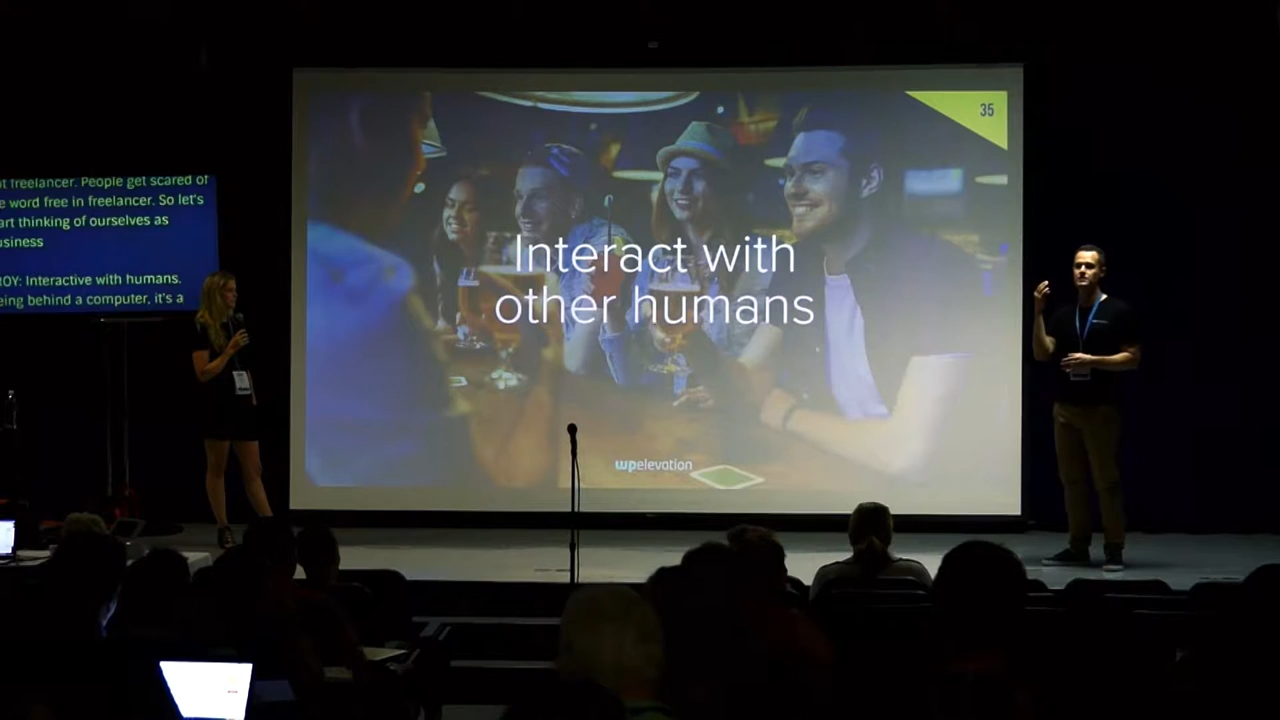 t freelancer. People get scared of
e word free in freelancer. So let's
art thinking of ourselves as
usiness
ROY: Interactive with humans.
eing behind a computer, it's a
35
Interact with
other humans
wpelevation